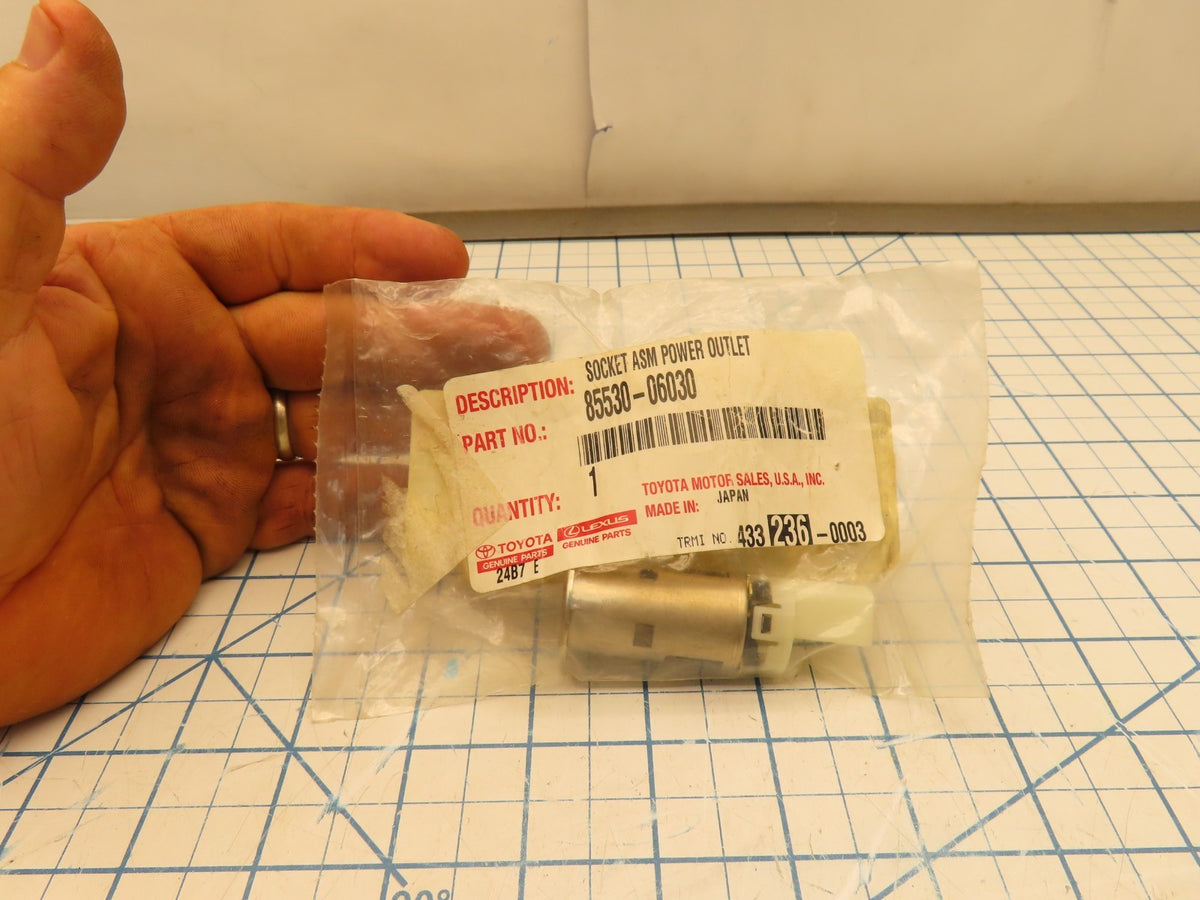 DESCRIPTION: SOCKET ASM POWER OUTLET
85530-06030
PART NO.:
QUANTITY: 1
TOYOTA MOTOR SALES, U.S.A., INC.
MADE IN: JAPAN
TOYOTA
GENUINE PARTS
LEXUS
GENUINE PARTS
TRMI NO. 433 236-0003
24B7 E